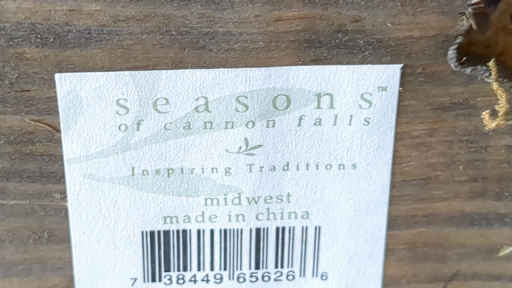 seasons™
of cannon falls
Inspiring Traditions
midwest
made in china
7 38449 65626 6